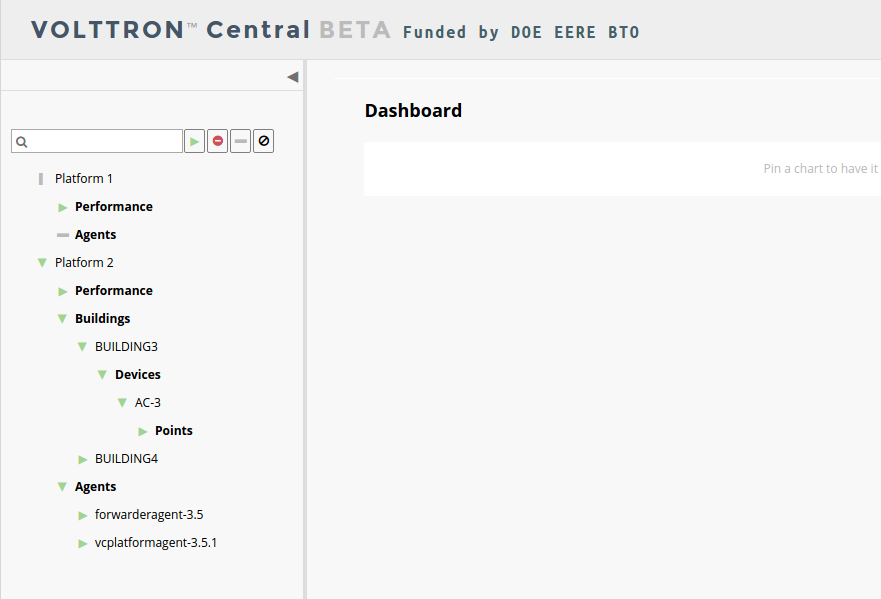 VOLTTRON™ Central BETA Funded by DOE EERE BTO
Dashboard
Pin a chart to have it
Platform 1
Performance
Agents
Platform 2
Performance
Buildings
BUILDING3
Devices
AC-3
Points
BUILDING4
Agents
forwarderagent-3.5
vcplatformagent-3.5.1